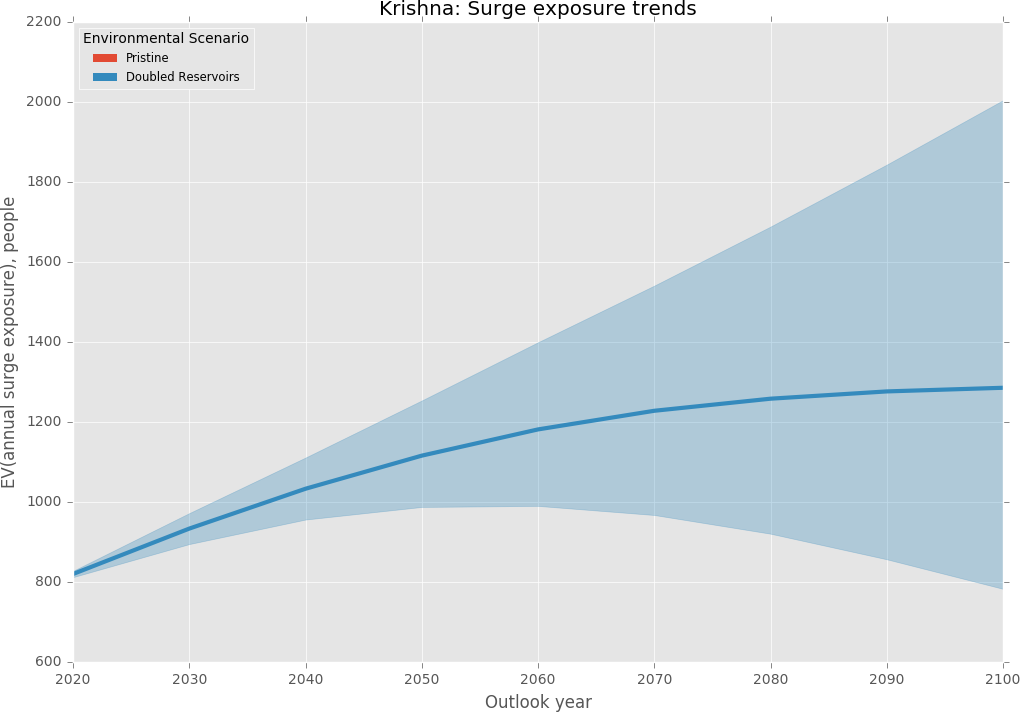 Krishna: Surge exposure trends
2200
2000
1800
1600
1400
1200
1000
800
600
EV(annual surge exposure), people
Environmental Scenario
Pristine
Doubled Reservoirs
2020 2030 2040 2050 2060 2070 2080 2090 2100
Outlook year